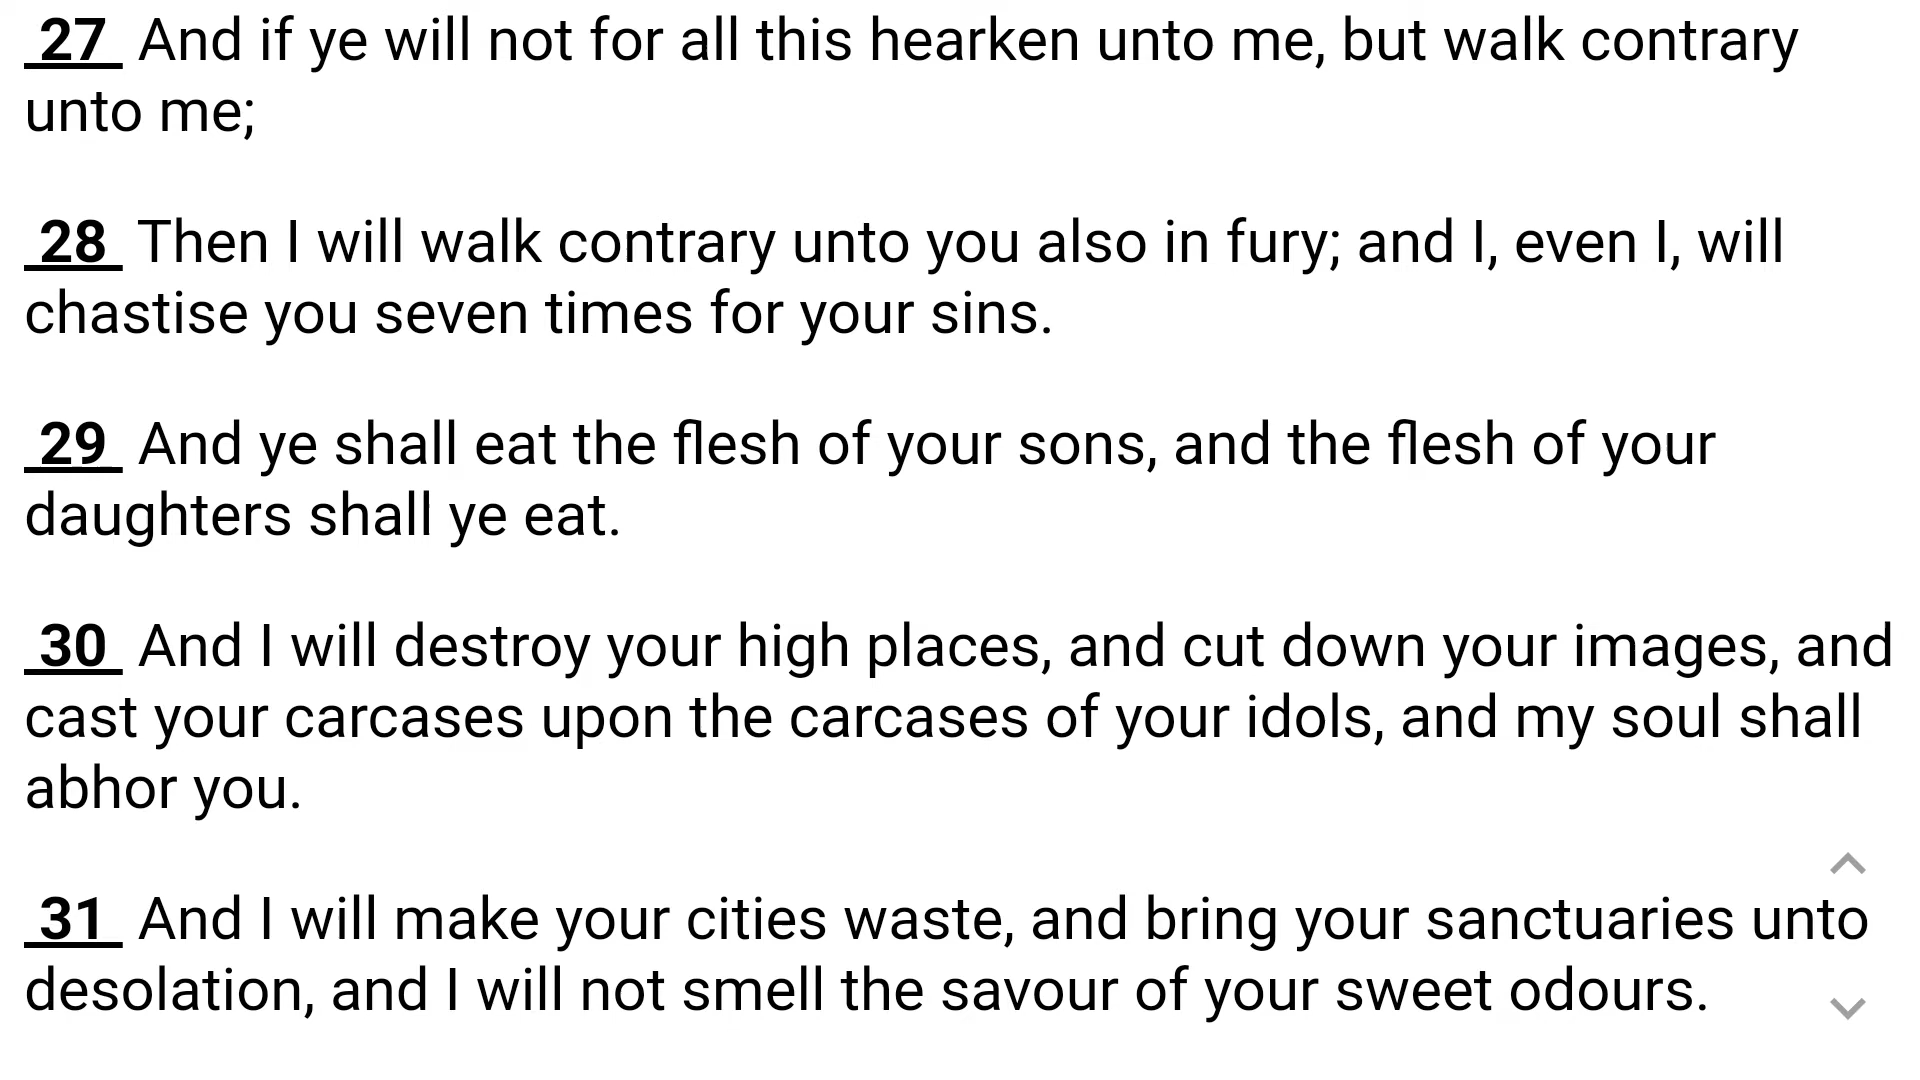 27 And if ye will not for all this hearken unto me, but walk contrary
unto me;
28 Then I will walk contrary unto you also in fury; and I, even I, will
chastise you seven times for your sins.
29 And ye shall eat the flesh of your sons, and the flesh of your
daughters shall ye eat.
30 And I will destroy your high places, and cut down your images, and
cast your carcases upon the carcases of your idols, and my soul shall
abhor you.
31 And I will make your cities waste, and bring your sanctuaries unto
desolation, and I will not smell the savour of your sweet odours.